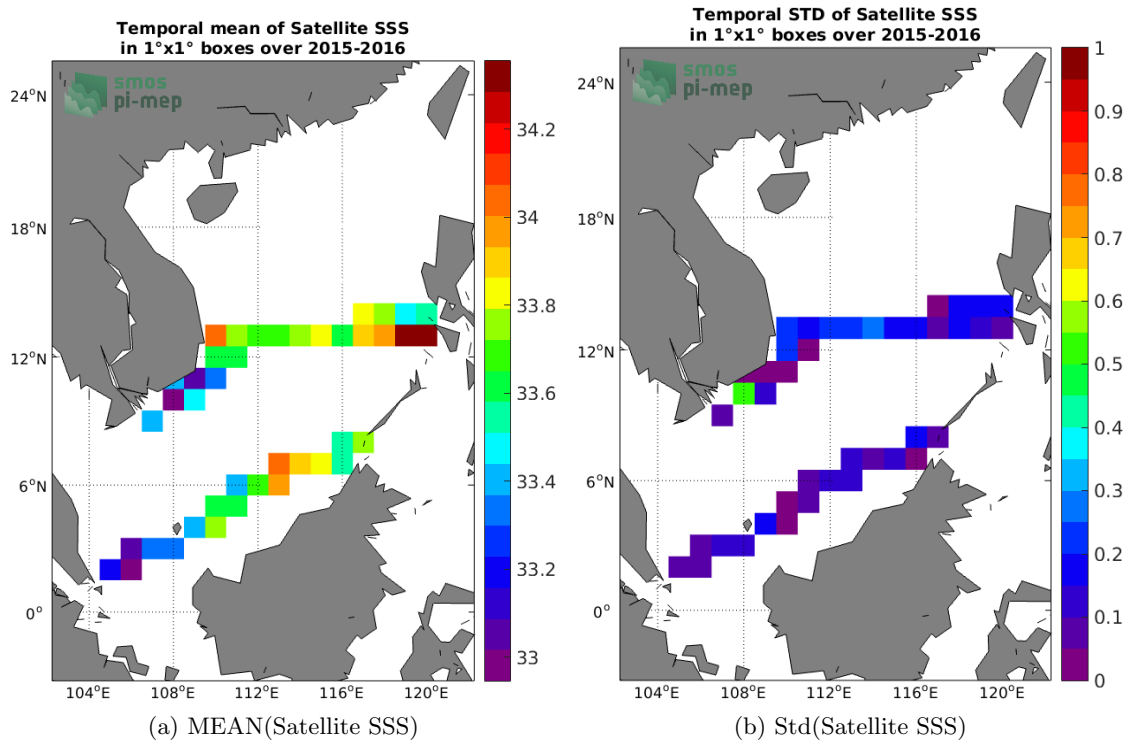 Temporal mean of Satellite SSS
in 1°x1° boxes over 2015-2016
smos
pi-mep
24°N
18°N
12°N
6°N
0°
104°E
108°E
112°E
116°E
120°E
34.2
34
33.8
33.6
33.4
33.2
33
(a) MEAN(Satellite SSS)
Temporal STD of Satellite SSS
in 1°x1° boxes over 2015-2016
smos
pi-mep
24°N
18°N
12°N
6°N
0°
104°E
108°E
112°E
116°E
120°E
1
0.9
0.8
0.7
0.6
0.5
0.4
0.3
0.2
0.1
0
(b) Std(Satellite SSS)